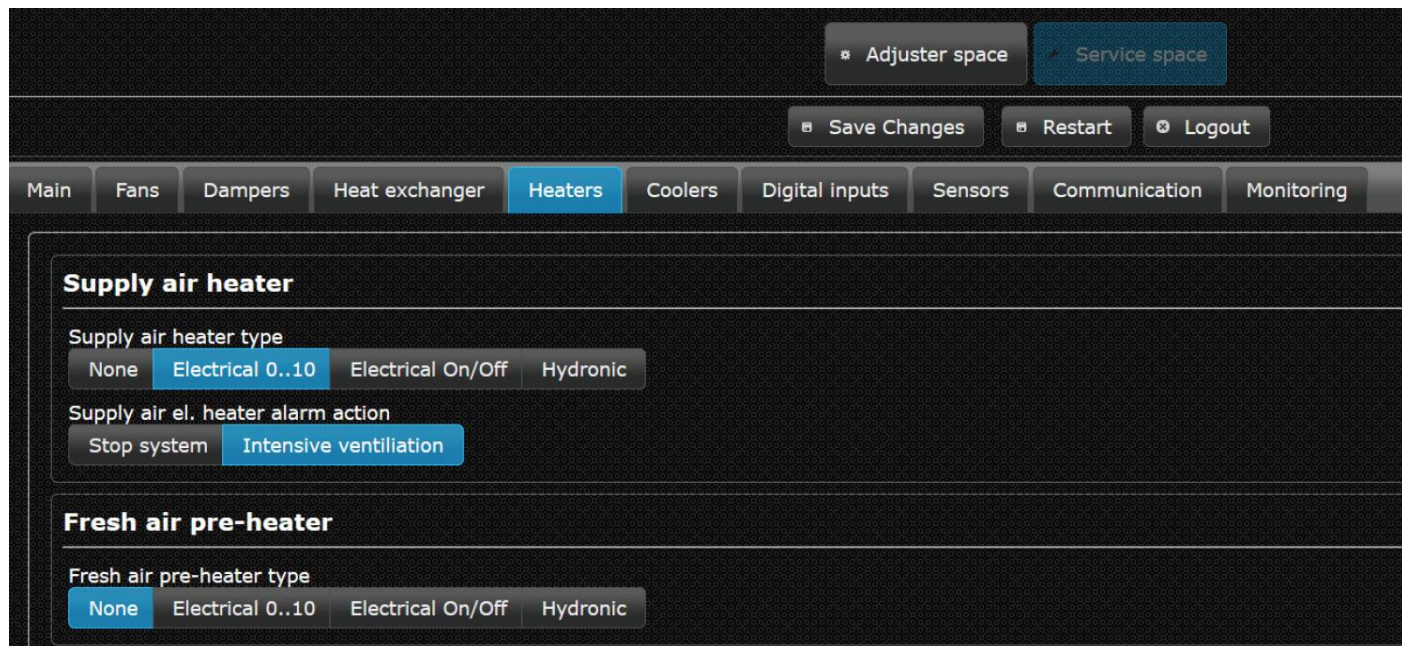 Adjuster space Service space
Save Changes Restart Logout
Main Fans Dampers Heat exchanger Heaters Coolers Digital inputs Sensors Communication Monitoring
Supply air heater
Supply air heater type
None Electrical 0..10 Electrical On/Off Hydronic
Supply air el. heater alarm action
Stop system Intensive ventiliation
Fresh air pre-heater
Fresh air pre-heater type
None Electrical 0..10 Electrical On/Off Hydronic